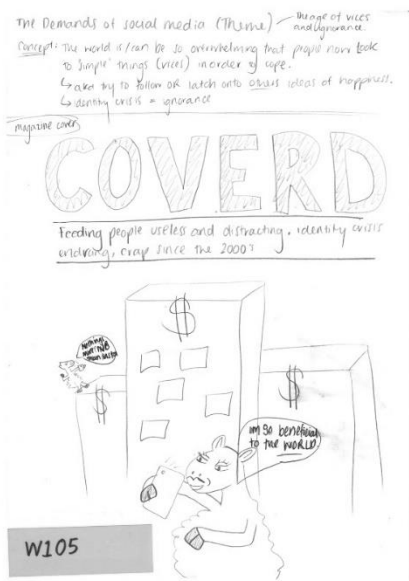 The Demands of social media (Theme) - the age of vices and ignorance.
Concept: The world is/can be so overwhelming that people now look
to 'simple' things (vices) in order to cope.
↳ and try to follow or latch onto others ideas of happiness.
↳ identity crisis = ignorance
magazine cover
COVERD
Feeding people useless and distracting, identity crisis
crap since the 2000s
$
$
$
im so beneficial
to the WORLD
W105